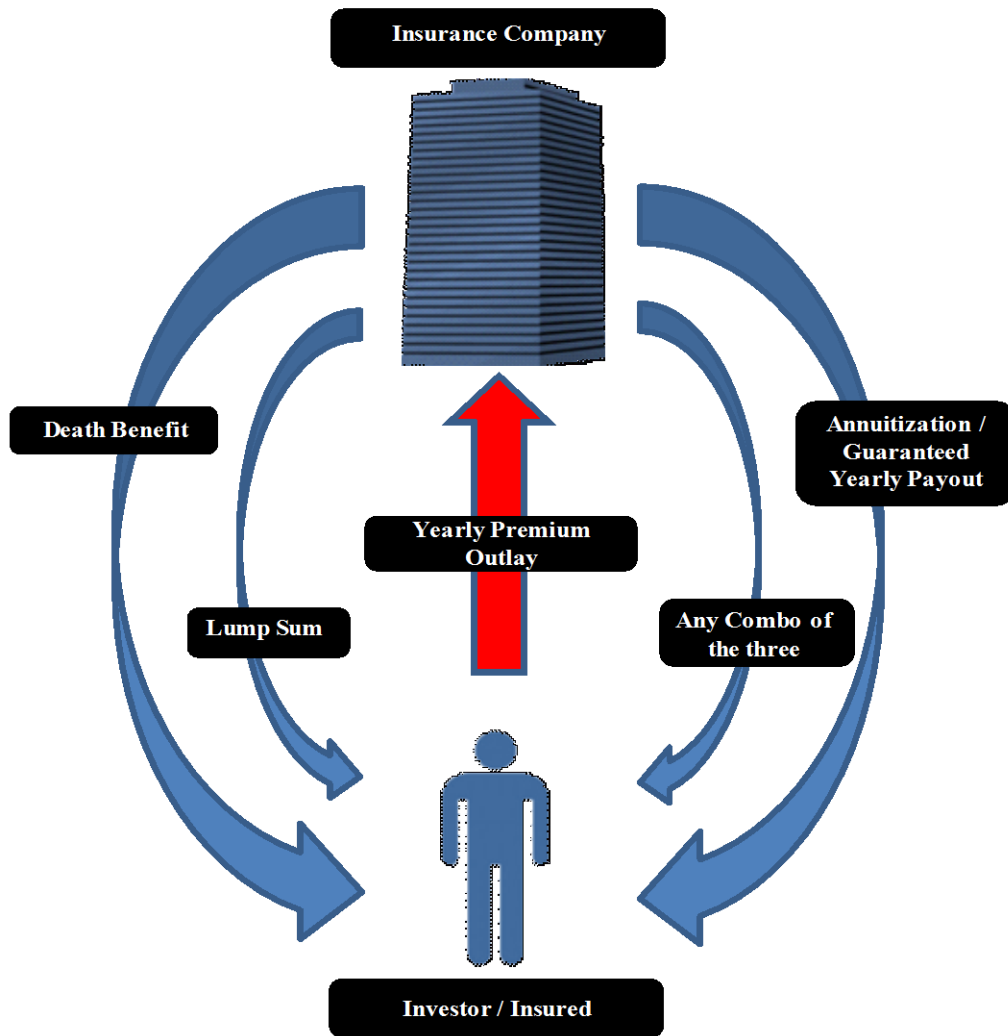 Insurance Company
Death Benefit
Annuitization /
Guaranteed
Yearly Payout
Yearly Premium
Outlay
Lump Sum
Any Combo of
the three
Investor / Insured